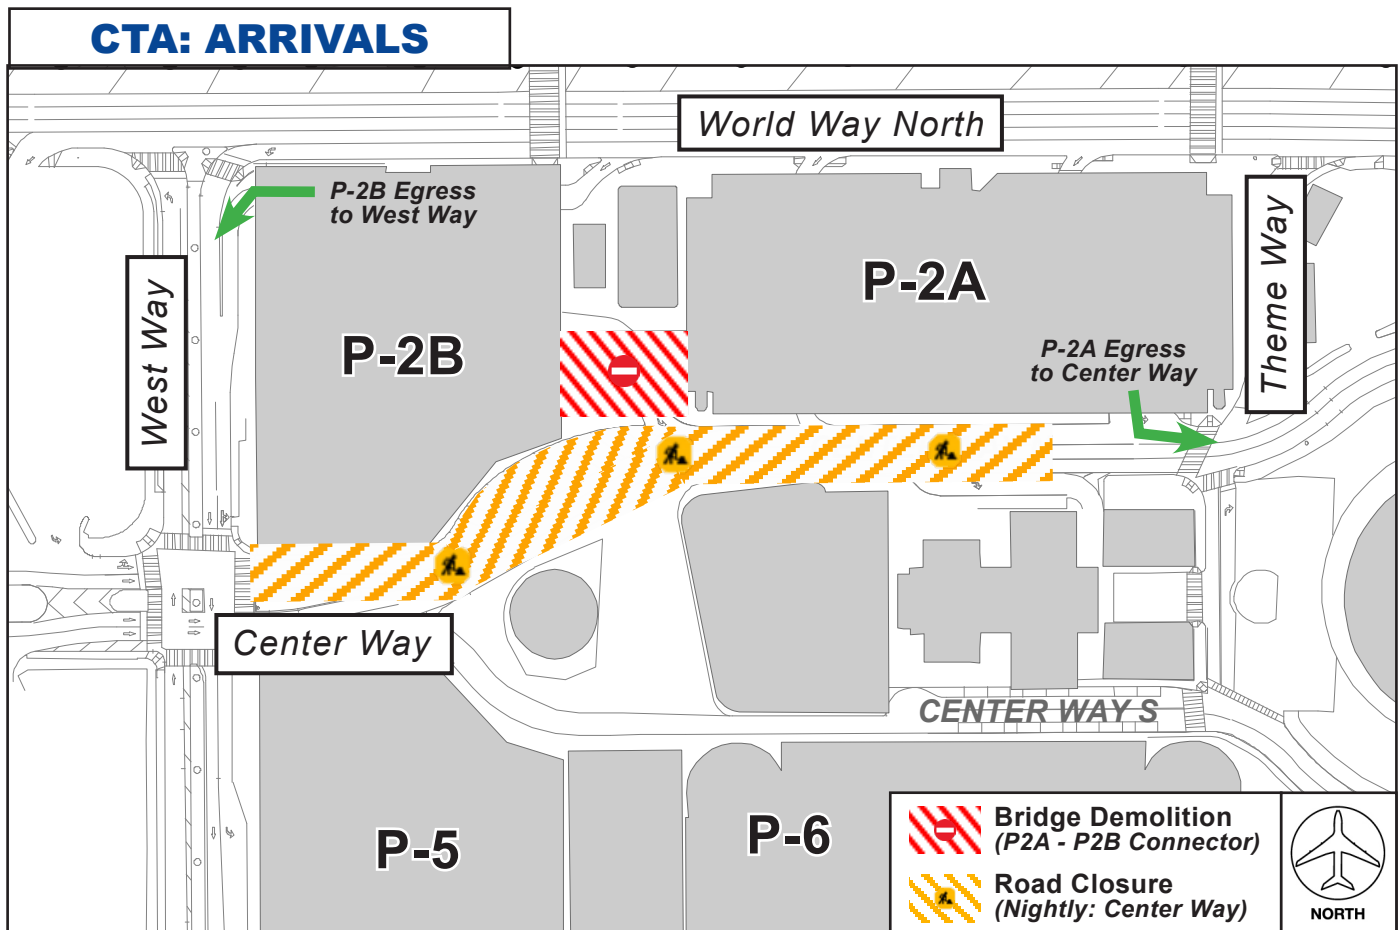 CTA: ARRIVALS
World Way North
P-2B Egress
to West Way
P-2A
Theme Way
West Way
P-2B
P-2A Egress
to Center Way
Center Way
CENTER WAY S
P-5
P-6
Bridge Demolition
(P2A - P2B Connector)
Road Closure
(Nightly: Center Way)
NORTH